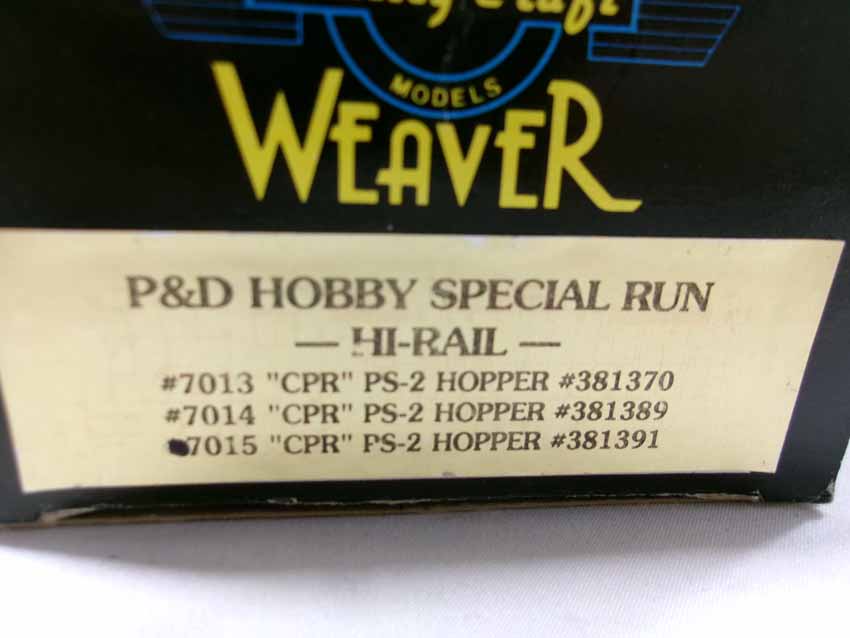 MODELS
WEAVER
P&D HOBBY SPECIAL RUN
— HI-RAIL —
#7013 "CPR" PS-2 HOPPER #381370
#7014 "CPR" PS-2 HOPPER #381389
7015 "CPR" PS-2 HOPPER #381391